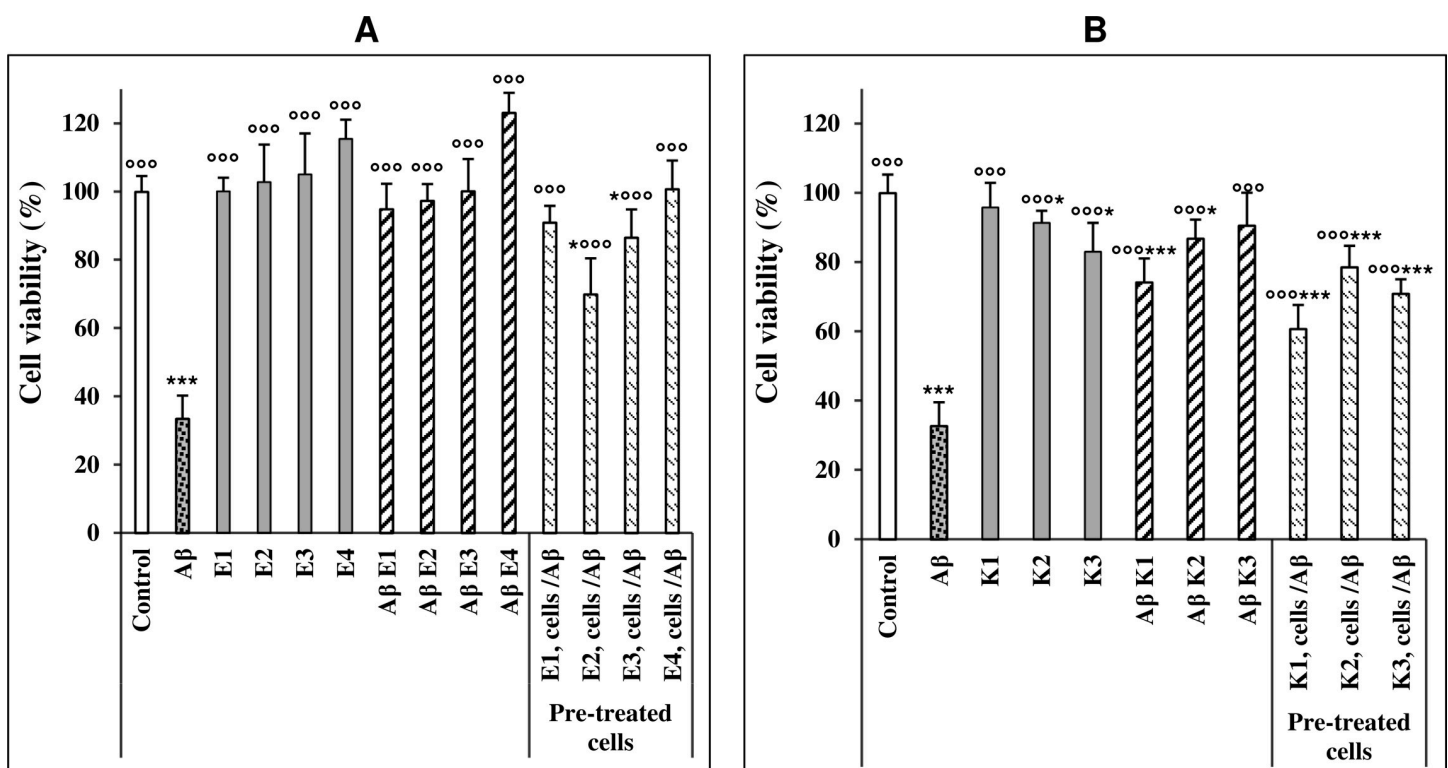 A
Cell viability (%)
120
100
80
60
40
20
0
°°°
***
°°°
°°°
°°°
°°°
°°°
°°°
°°°
°°°
°°°
*°°°
*°°°
°°°
Control
Aβ
E1
E2
E3
E4
Aβ E1
Aβ E2
Aβ E3
Aβ E4
E1, cells /Aβ
E2, cells /Aβ
E3, cells /Aβ
E4, cells /Aβ
Pre-treated
cells
B
Cell viability (%)
120
100
80
60
40
20
0
°°°
***
°°°
°°°*
°°°*
°°°***
°°°*
°°°
°°°***
°°°***
°°°***
Control
Aβ
K1
K2
K3
Aβ K1
Aβ K2
Aβ K3
K1, cells /Aβ
K2, cells /Aβ
K3, cells /Aβ
Pre-treated
cells